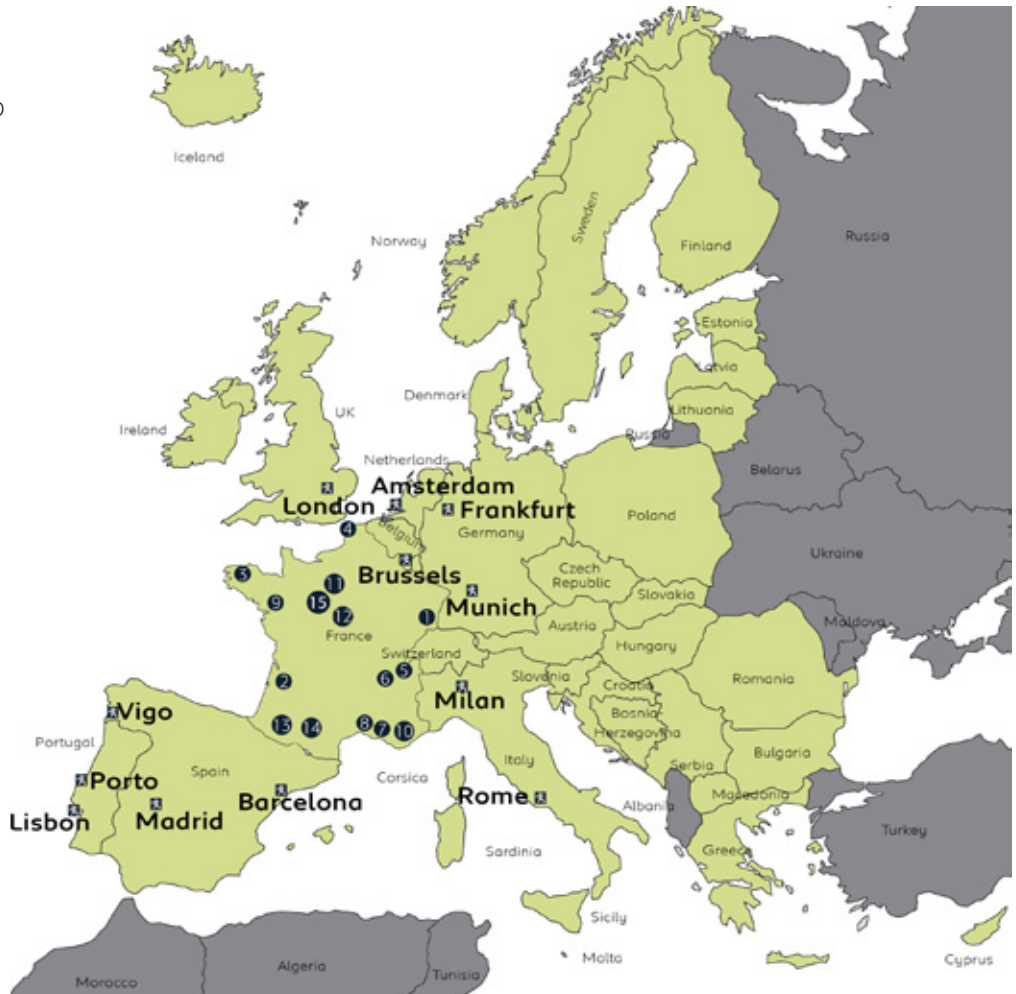 Iceland
Norway
Sweden
Finland
Russia
Estonia
Latvia
Lithuania
Russia
Belarus
Denmark
UK
Ireland
Netherlands
Amsterdam
London
Frankfurt
Belgium
Germany
Poland
Ukraine
4
Brussels
Czech
Republic
3
11
Munich
Slovakia
9
15
12
1
Austria
Moldova
France
Hungary
Switzerland
5
6
2
Slovenia
Milan
Croatia
Romania
Vigo
Bosnia-
Herzegovina
13
14
8
7
10
Portugal
Spain
Italy
Serbia
Bulgaria
Porto
Corsica
Barcelona
Rome
Macedonia
Albania
Lisbon
Madrid
Turkey
Greece
Sardinia
Sicily
Malta
Cyprus
Morocco
Algeria
Tunisia